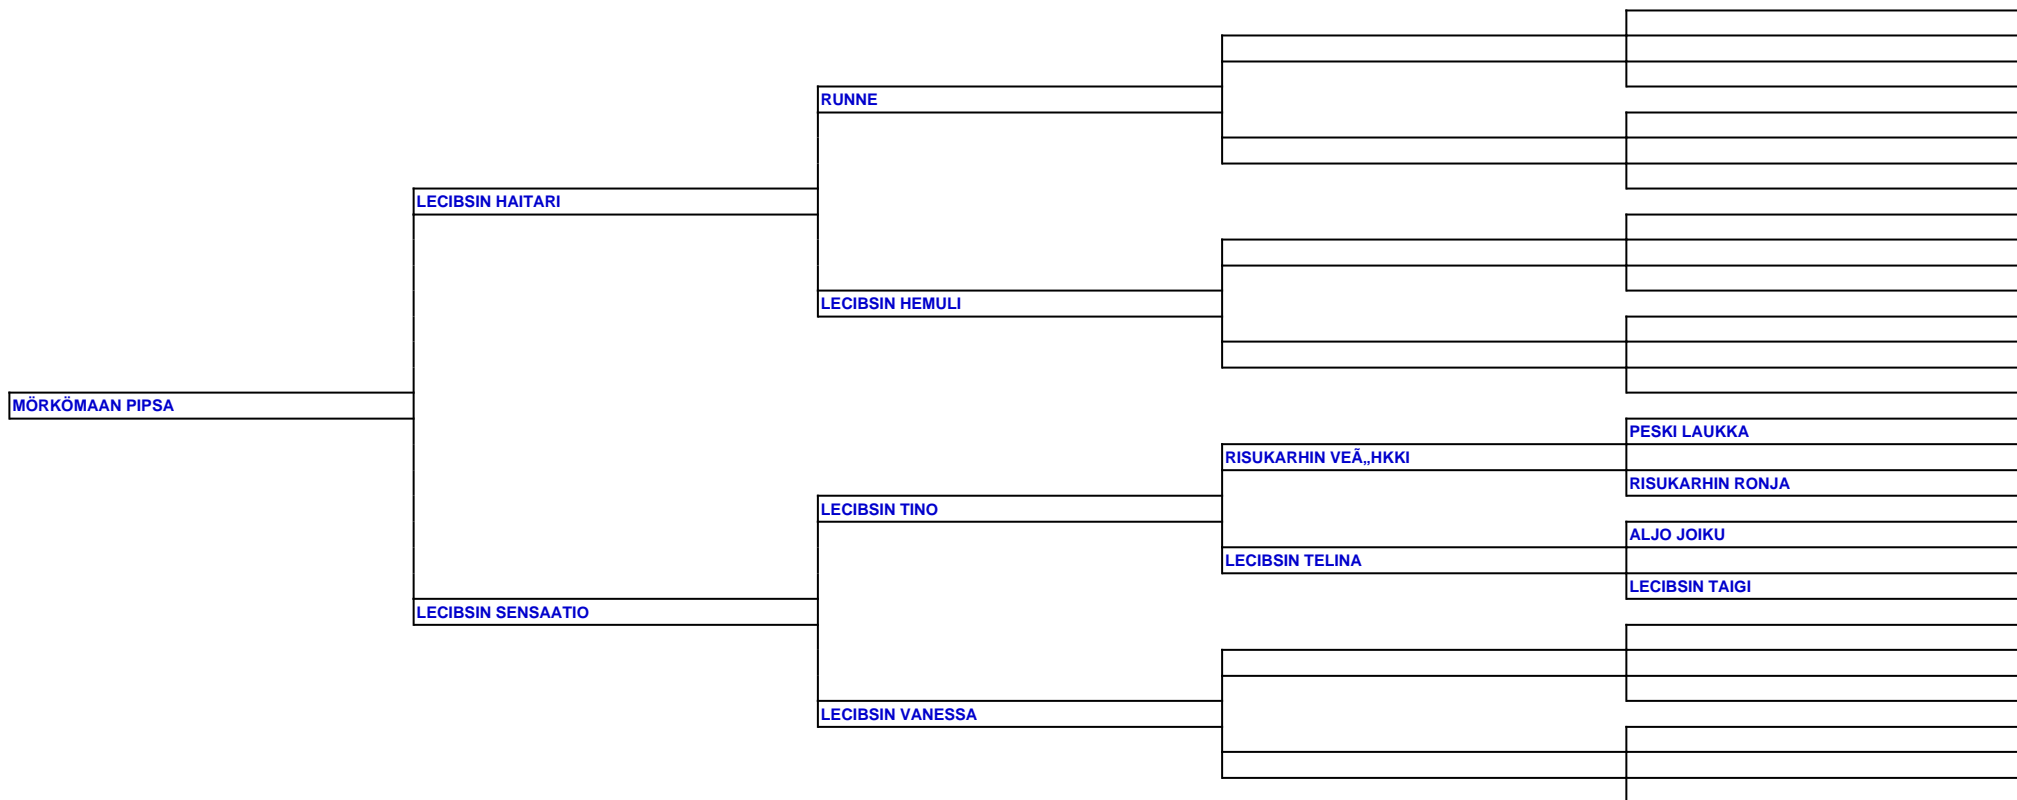 RUNNE
LECIBSIN HAITARI
LECIBSIN HEMULI
MÖRKÖMAAN PIPSA
PESKI LAUKKA
RISUKARHIN VEÃ„HKKI
RISUKARHIN RONJA
LECIBSIN TINO
ALJO JOIKU
LECIBSIN TELINA
LECIBSIN TAIGI
LECIBSIN SENSAATIO
LECIBSIN VANESSA